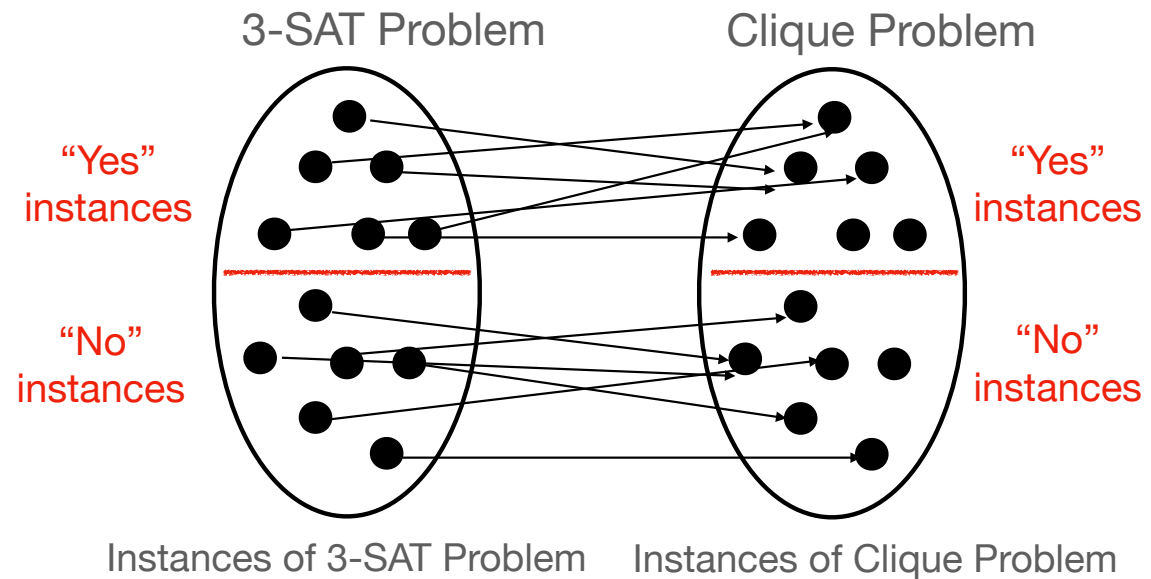 3-SAT Problem
Clique Problem
“Yes”
instances
“Yes”
instances
“No”
instances
“No”
instances
Instances of 3-SAT Problem
Instances of Clique Problem